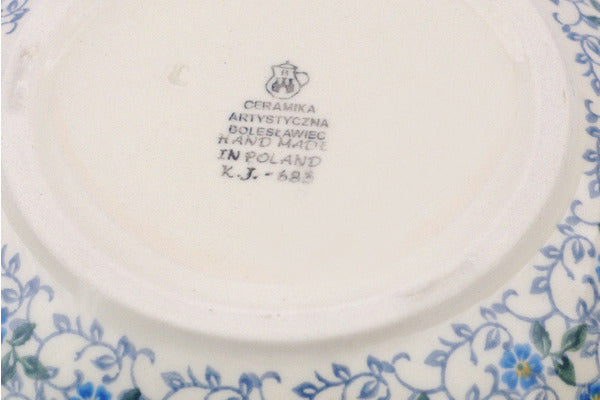 CERAMIKA
ARTYSTYCZNA
BOLESŁAWIEC
HAND MADE
IN POLAND
K.J.-683